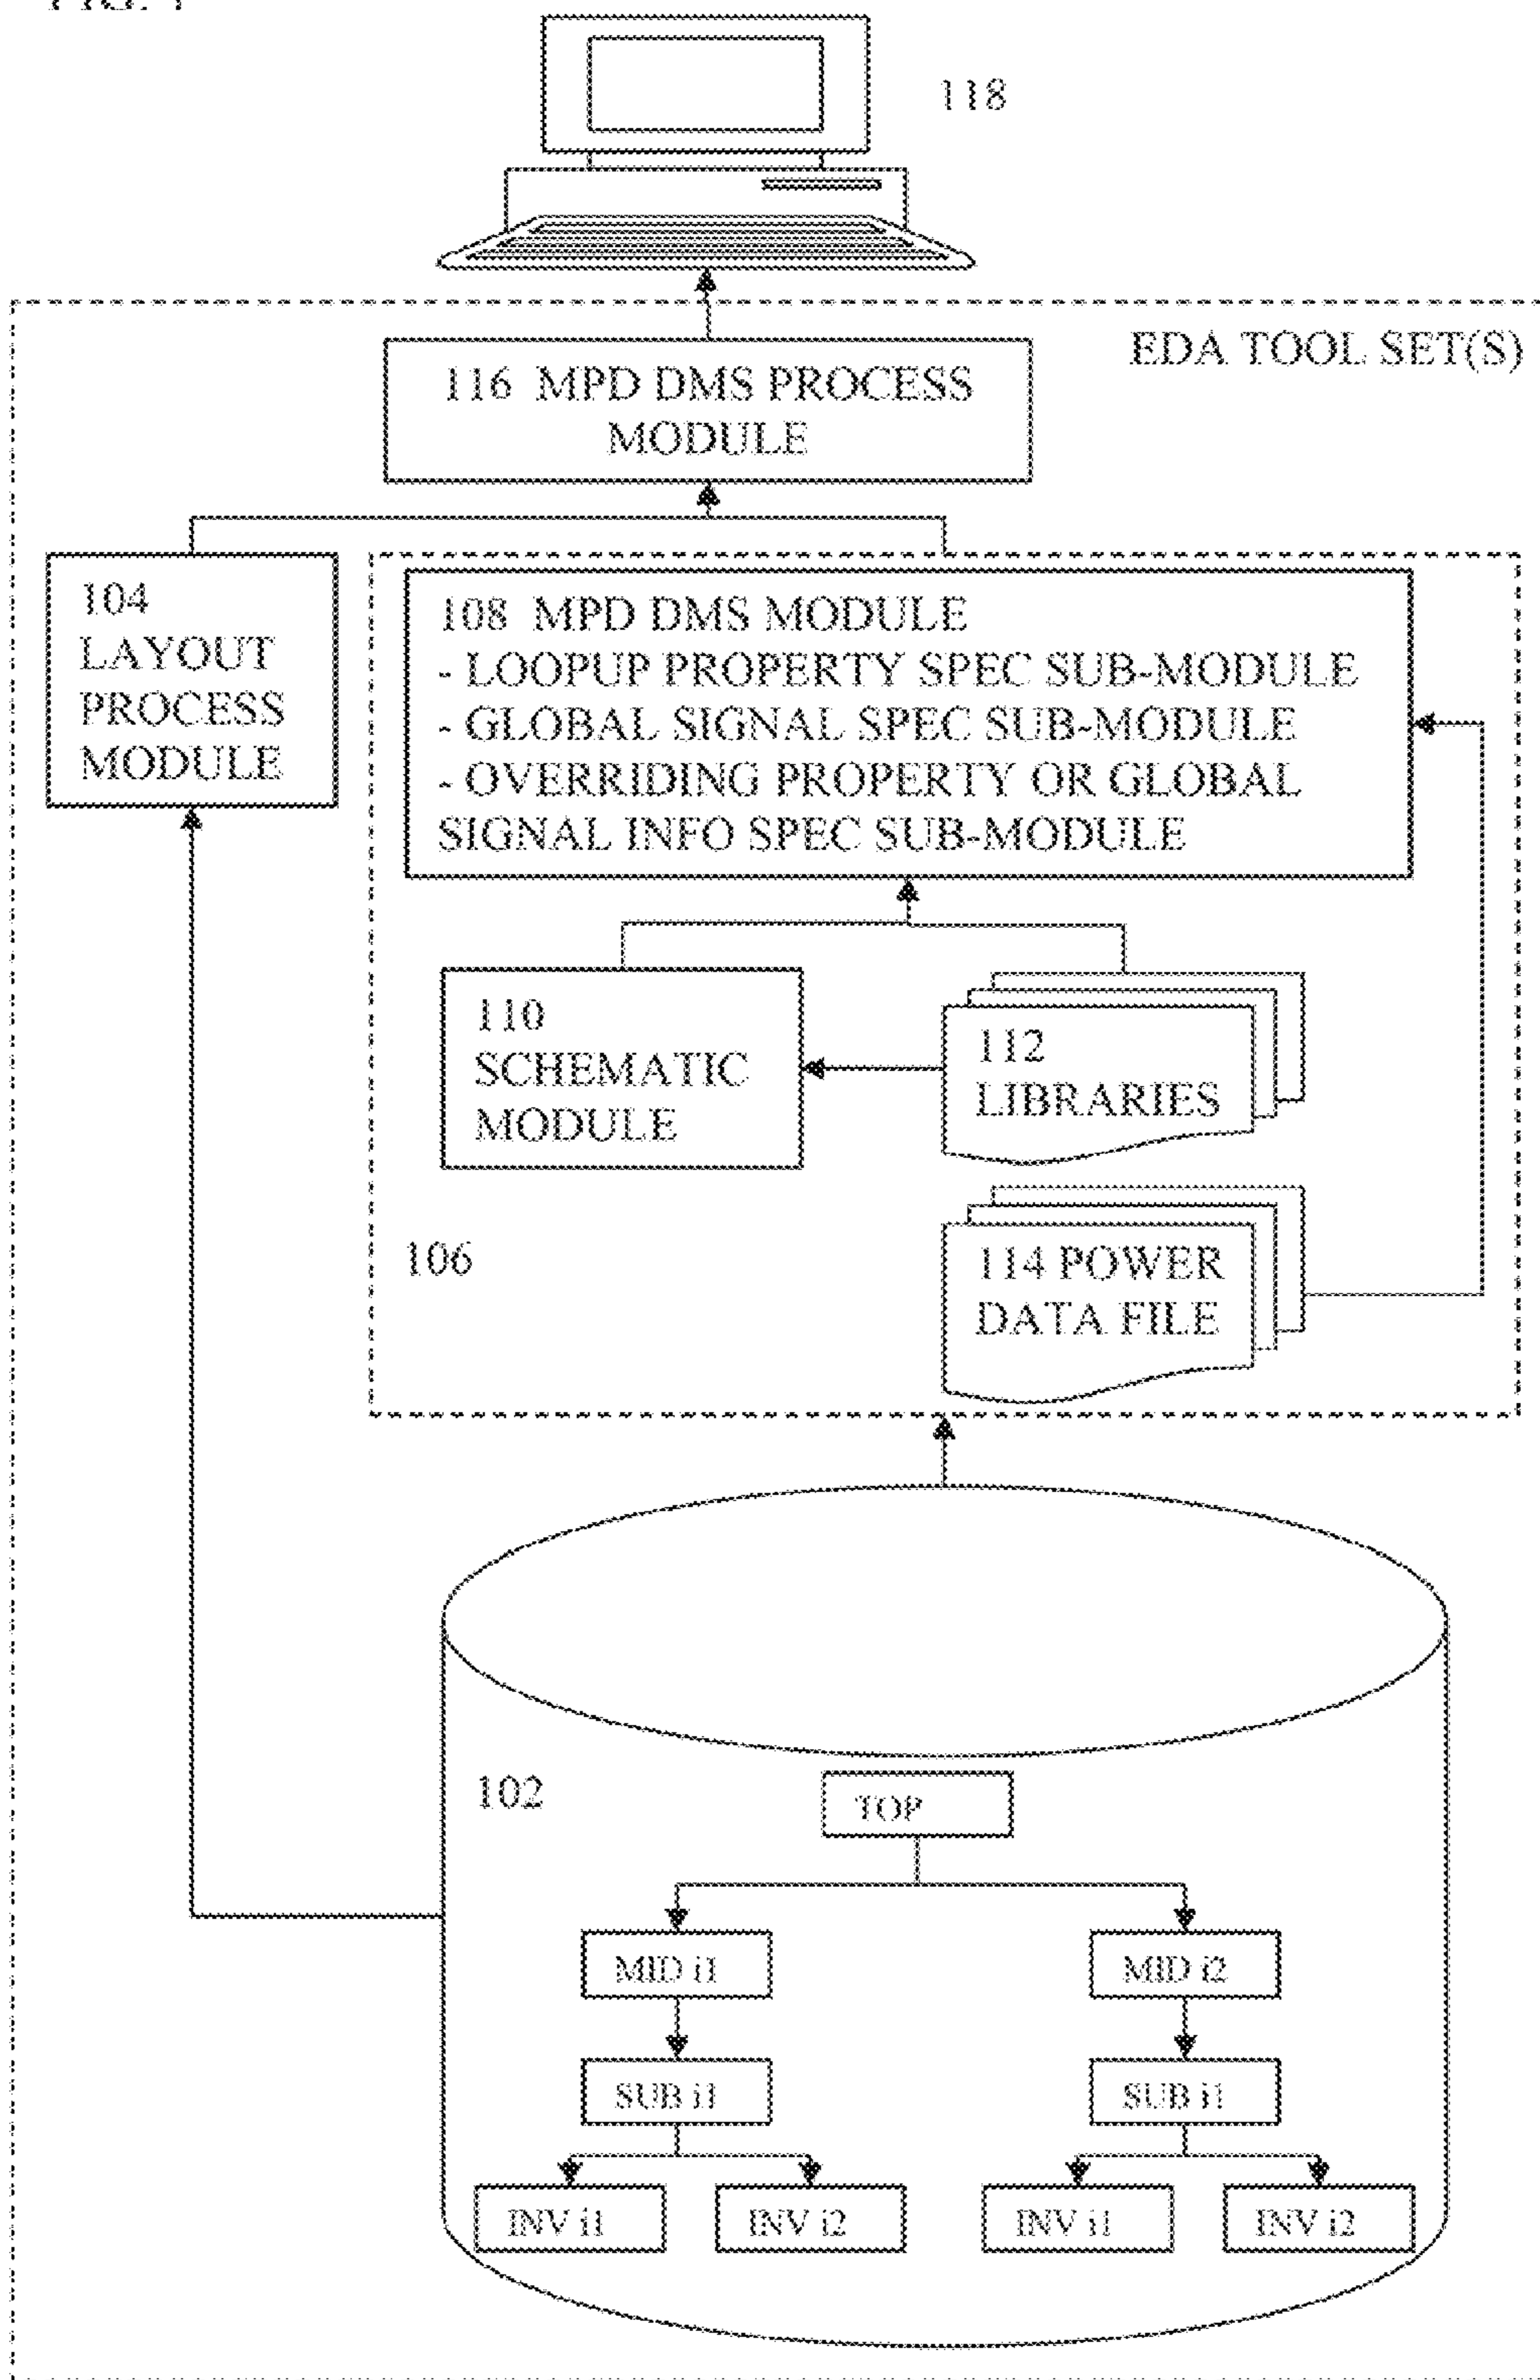 118
EDA TOOL SET(S)
116 MPD DMS PROCESS
MODULE
104
LAYOUT
PROCESS
MODULE
108 MPD DMS MODULE
- LOOPUP PROPERTY SPEC SUB-MODULE
- GLOBAL SIGNAL SPEC SUB-MODULE
- OVERRIDING PROPERTY OR GLOBAL
SIGNAL INFO SPEC SUB-MODULE
110
SCHEMATIC
MODULE
112
LIBRARIES
106
114 POWER
DATA FILE
102
TOP
MID i1
MID i2
SUB i1
SUB i1
INV i1
INV i2
INV i1
INV i2